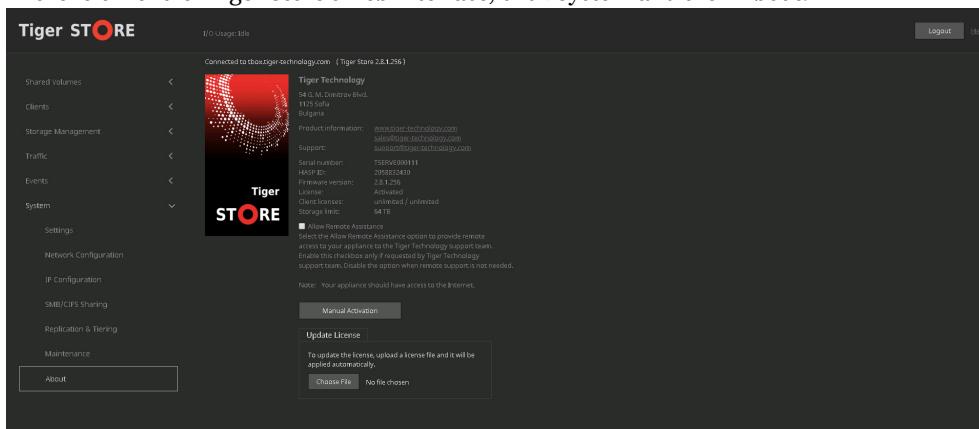 Tiger STORE
I/O Usage: Idle
Logout
Connected to tbox.tiger-technology.com ( Tiger Store 2.8.1.256 )
Shared Volumes
Clients
Storage Management
Traffic
Events
System
Settings
Network Configuration
IP Configuration
SMB/CIFS Sharing
Replication & Tiering
Maintenance
About
Tiger
STORE
Tiger Technology
54 G. M. Dimitrov Blvd.
1125 Sofia
Bulgaria
Product information: www.tiger-technology.com
sales@tiger-technology.com
Support: support@tiger-technology.com
Serial number: TSERVE000111
HASP ID: 2058832430
Firmware version: 2.8.1.256
License: Activated
Client licenses: unlimited / unlimited
Storage limit: 64 TB
Allow Remote Assistance
Select the Allow Remote Assistance option to provide remote
access to your appliance to the Tiger Technology support team.
Enable this checkbox only if requested by Tiger Technology
support team. Disable the option when remote support is not needed.
Note: Your appliance should have access to the Internet.
Manual Activation
Update License
To update the license, upload a license file and it will be
applied automatically.
Choose File No file chosen